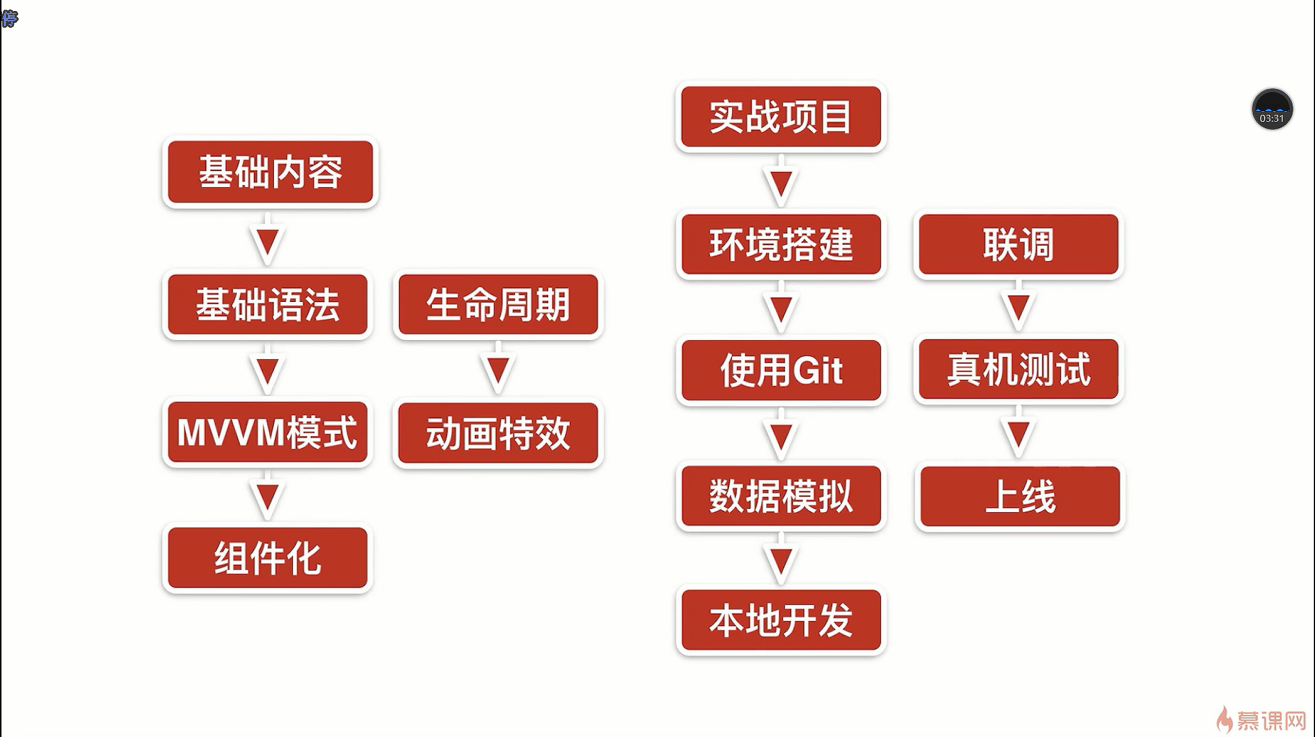 停
基础内容
基础语法
MVVM模式
组件化
生命周期
动画特效
实战项目
环境搭建
使用Git
数据模拟
本地开发
联调
真机测试
上线
03:31
慕课网